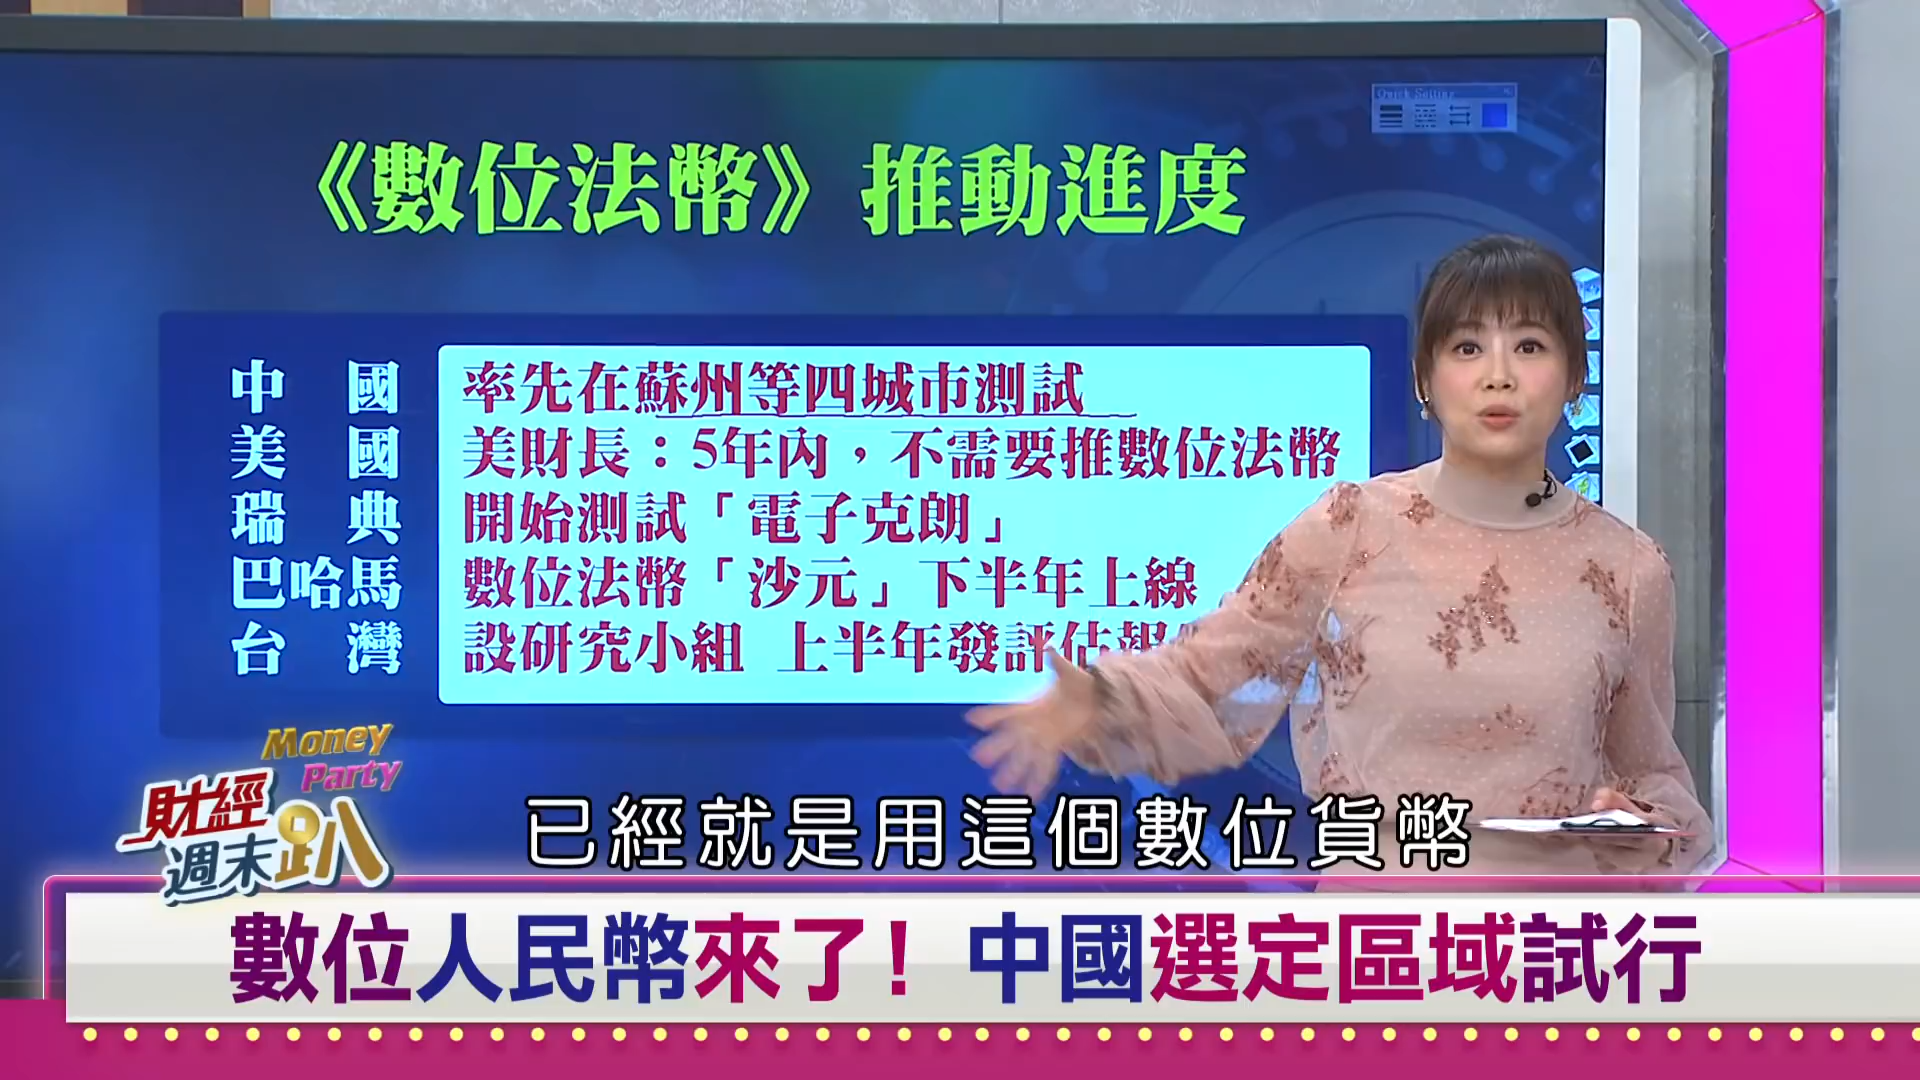 Quick Setting
《數位法幣》推動進度
中國 率先在蘇州等四城市測試
美國 美財長：5年內，不需要推數位法幣
瑞典 開始測試「電子克朗」
巴哈馬 數位法幣「沙元」下半年上線
台灣 設研究小組 上半年發評估報
Money
Party
財經
週末趴
已經就是用這個數位貨幣
數位人民幣來了！中國選定區域試行